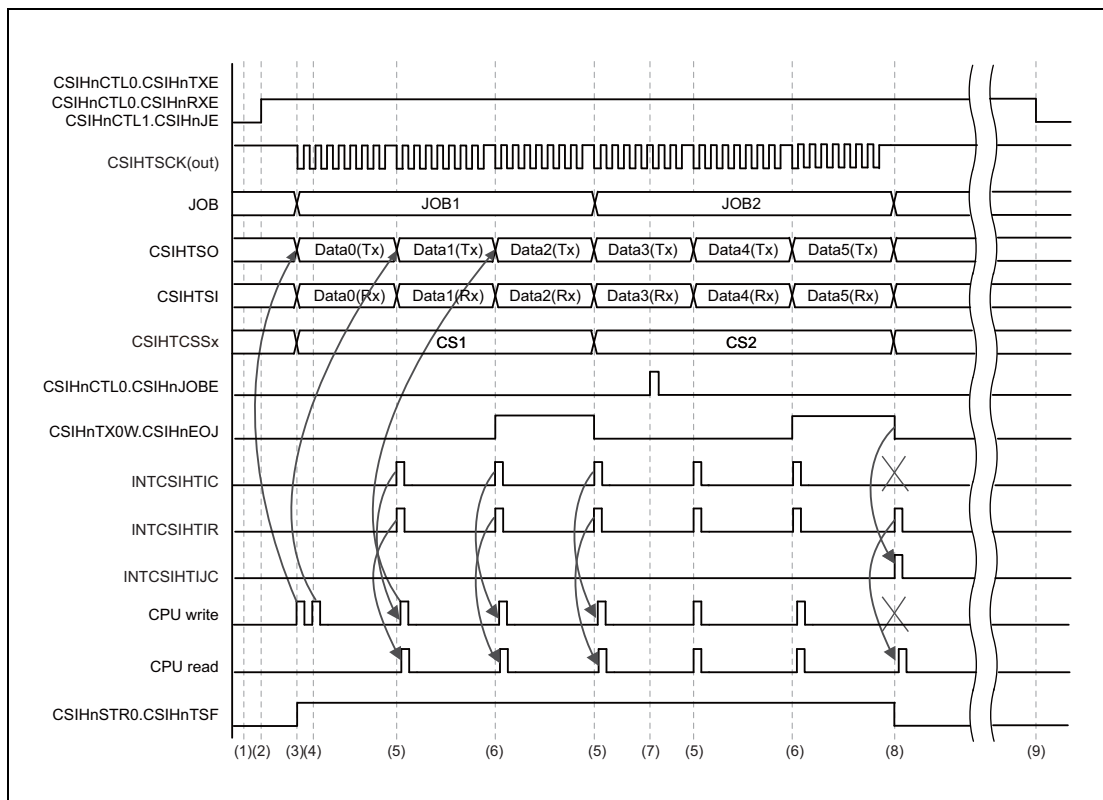 CSIHnCTL0.CSIHnTXE
CSIHnCTL0.CSIHnRXE
CSIHnCTL1.CSIHnJE
CSIHTSCK(out)
JOB
JOB1
JOB2
CSIHTSO
Data0(Tx)
Data1(Tx)
Data2(Tx)
Data3(Tx)
Data4(Tx)
Data5(Tx)
CSIHTSI
Data0(Rx)
Data1(Rx)
Data2(Rx)
Data3(Rx)
Data4(Rx)
Data5(Rx)
CSIHTCSSx
CS1
CS2
CSIHnCTL0.CSIHnJOBE
CSIHnTX0W.CSIHnEOJ
INTCSIHTIC
INTCSIHTIR
INTCSIHTIJC
CPU write
CPU read
CSIHnSTR0.CSIHnTSF
(1)(2) (3)(4) (5) (6) (5) (7) (5) (6) (8) (9)